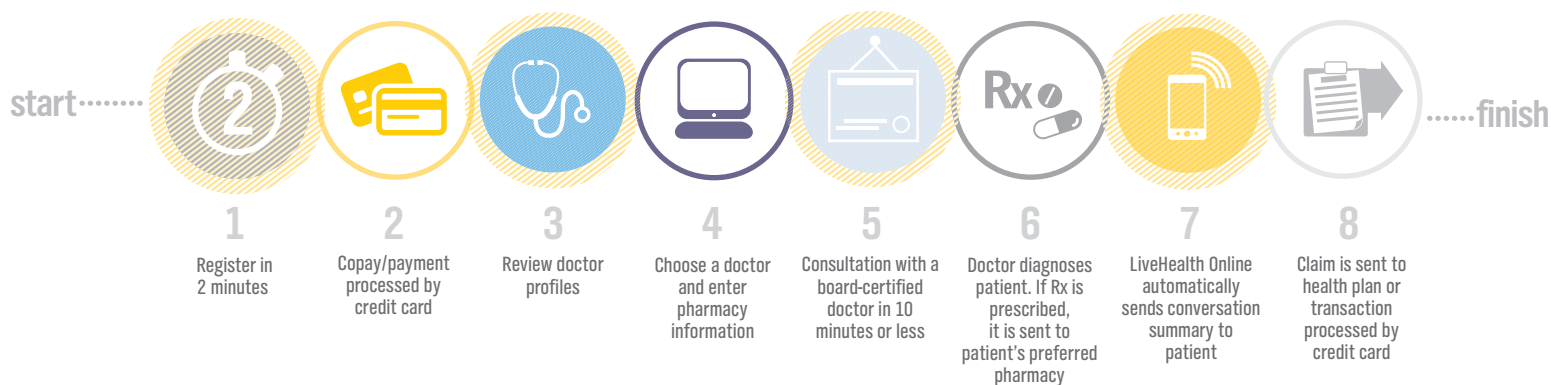 start
2
Rx
finish
1
Register in
2 minutes
2
Copay/payment
processed by
credit card
3
Review doctor
profiles
4
Choose a doctor
and enter
pharmacy
information
5
Consultation with a
board-certified
doctor in 10
minutes or less
6
Doctor diagnoses
patient. If Rx is
prescribed,
it is sent to
patient's preferred
pharmacy
7
LiveHealth Online
automatically
sends conversation
summary to
patient
8
Claim is sent to
health plan or
transaction
processed by
credit card